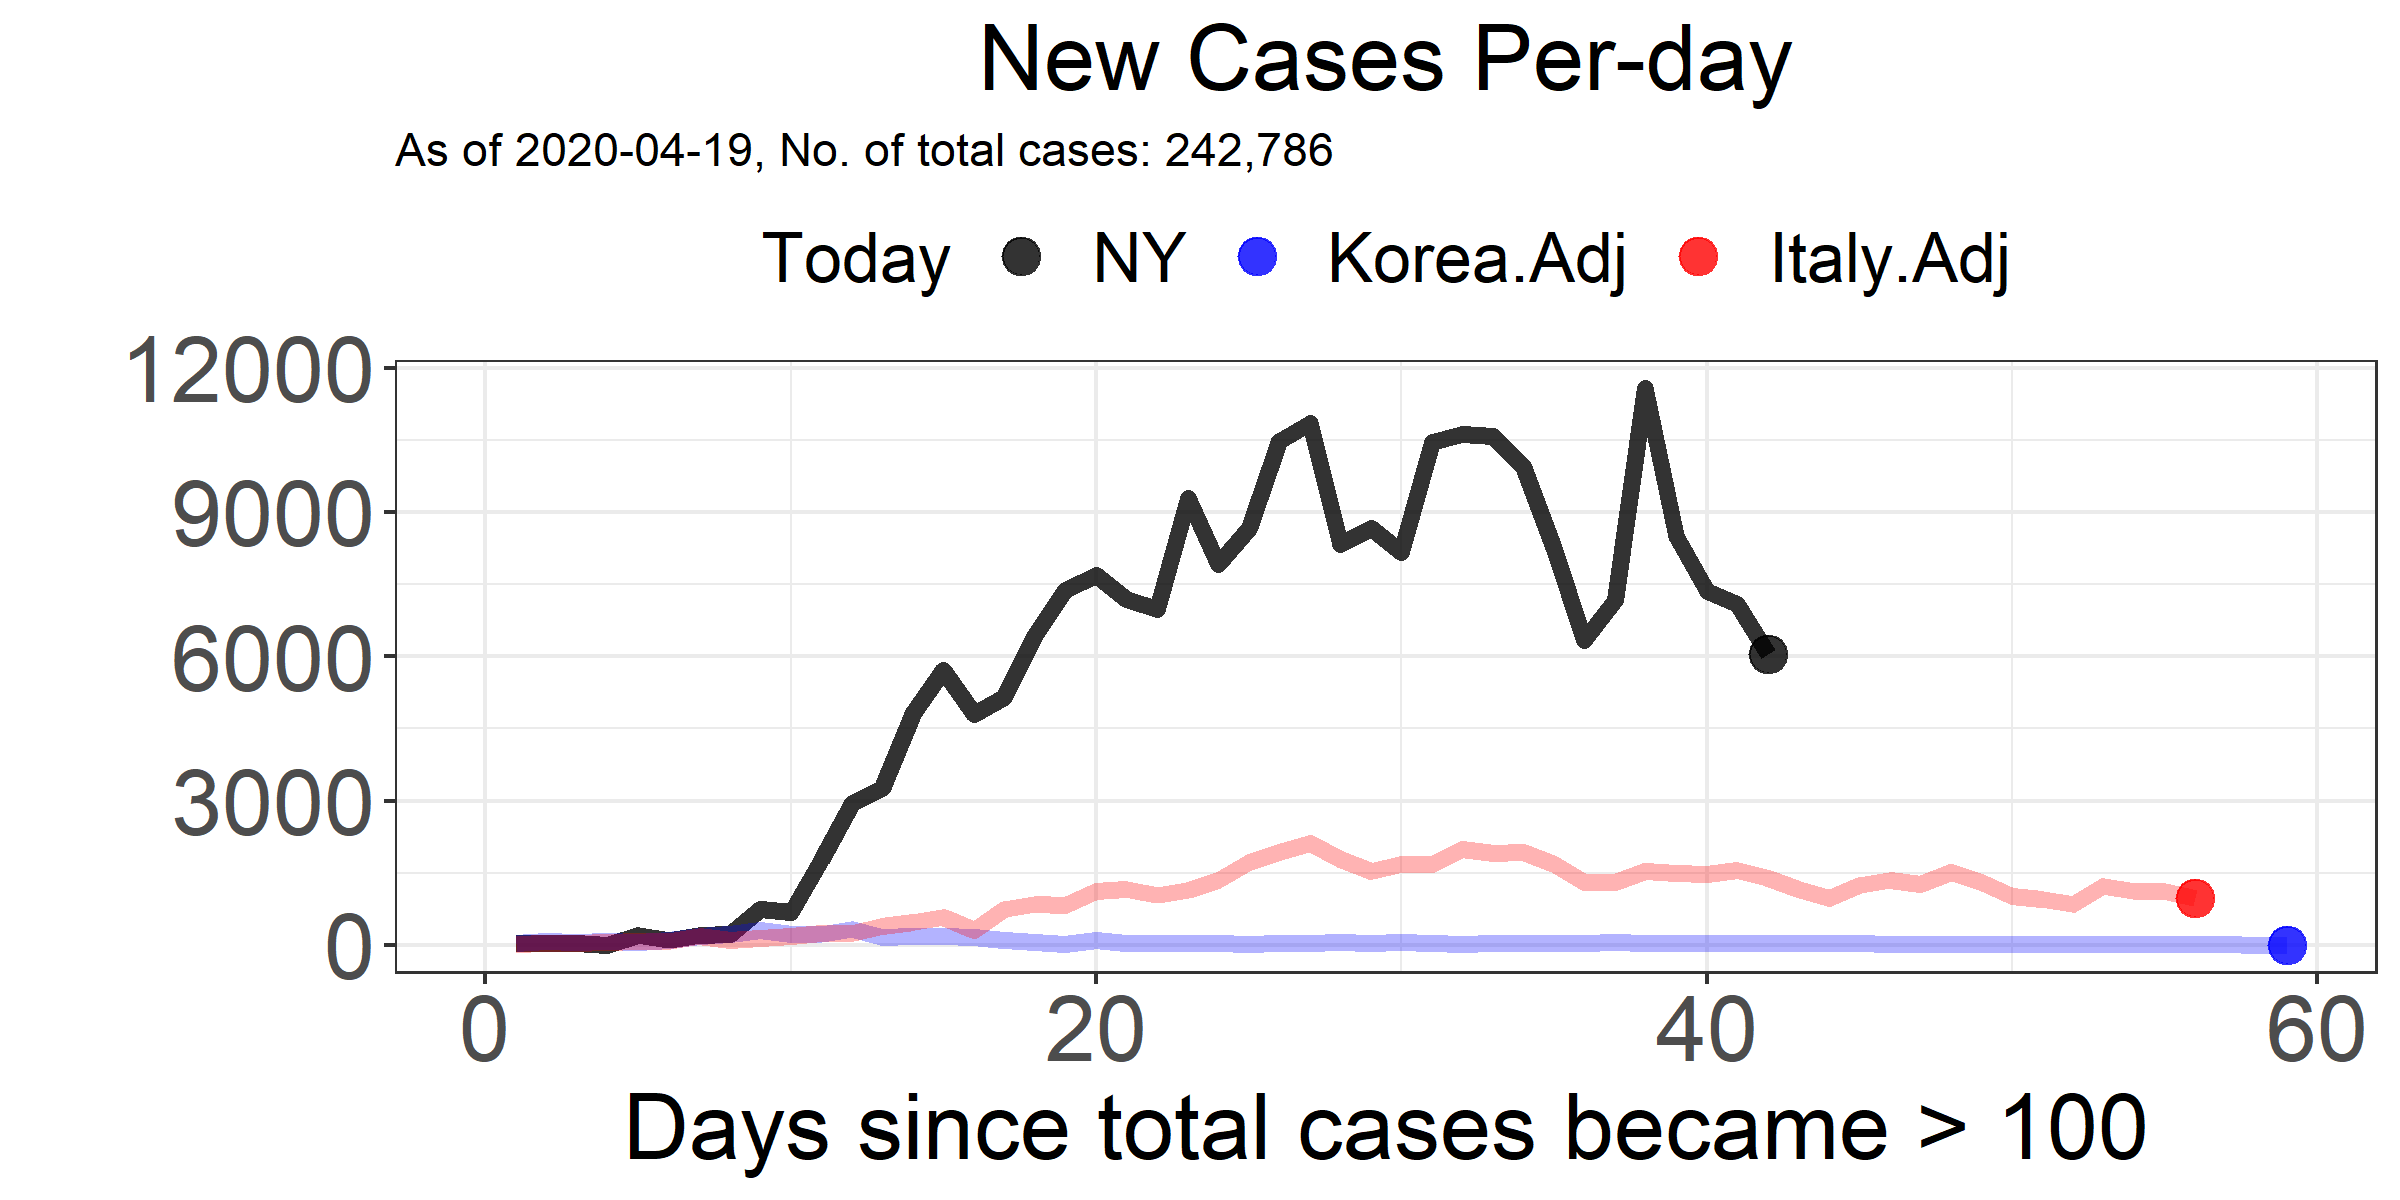 New Cases Per-day
As of 2020-04-19, No. of total cases: 242,786
Today NY Korea.Adj Italy.Adj
12000
9000
6000
3000
0
0 20 40 60
Days since total cases became > 100